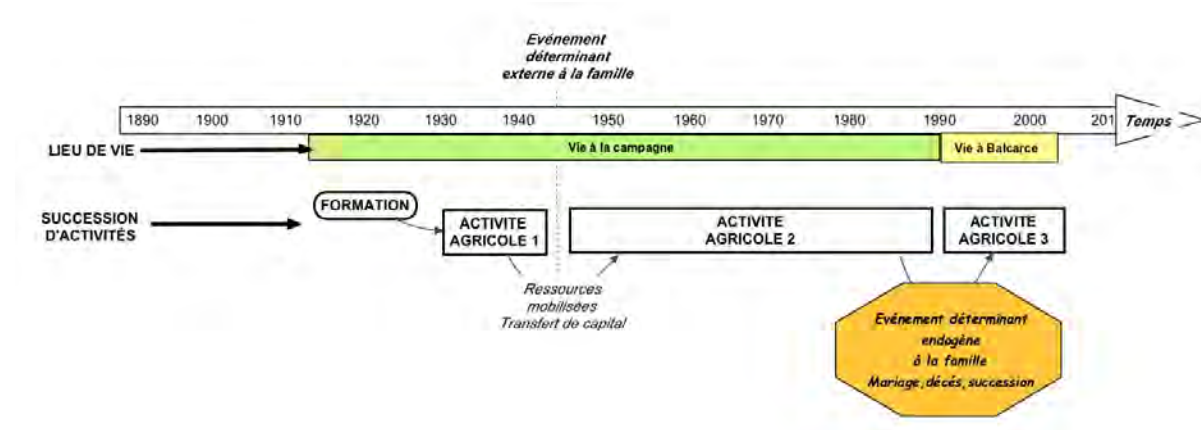 Evénement
déterminant
externe à la famille
1890 1900 1910 1920 1930 1940 1950 1960 1970 1980 1990 2000 201 Temps
LIEU DE VIE
Vie à la campagne
Vie à Balcarce
SUCCESSION
D'ACTIVITÉS
FORMATION
ACTIVITE
AGRICOLE 1
ACTIVITE
AGRICOLE 2
ACTIVITE
AGRICOLE 3
Ressources
mobilisées
Transfert de capital
Evénement déterminant
endogène
à la famille
Mariage, décés, succession